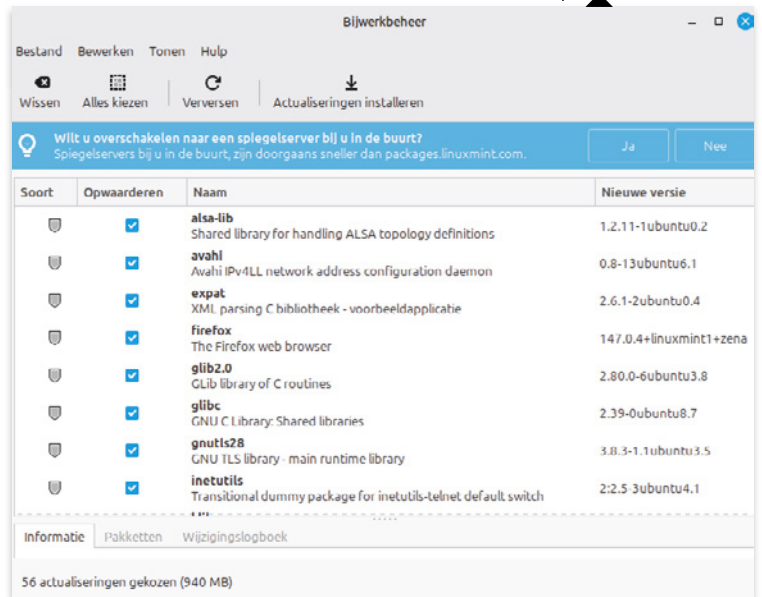 Bijwerkbeheer
Bestand Bewerken Tonen Hulp
Wissen Alles kiezen Verversen Actualiseringen installeren
Wilt u overschakelen naar een spiegelserver bij u in de buurt?
Spiegelservers bij u in de buurt, zijn doorgaans sneller dan packages.linuxmint.com.
Ja Nee
Soort Opwaarderen Naam Nieuwe versie
alsa-lib
Shared library for handling ALSA topology definitions
1.2.11-1ubuntu0.2
avahi
Avahi IPv4LL network address configuration daemon
0.8-13ubuntu6.1
expat
XML parsing C bibliotheek - voorbeeldapplicatie
2.6.1-2ubuntu0.4
firefox
The Firefox web browser
147.0.4+linuxmint1+zena
glib2.0
GLib library of C routines
2.80.0-6ubuntu3.8
glibc
GNU C Library: Shared libraries
2.39-0ubuntu8.7
gnutls28
GNU TLS library - main runtime library
3.8.3-1.1ubuntu3.5
inetutils
Transitional dummy package for inetutils-telnet default switch
2:2.5-3ubuntu4.1
Informatie Pakketten Wijzigingslogboek
56 actualiseringen gekozen (940 MB)